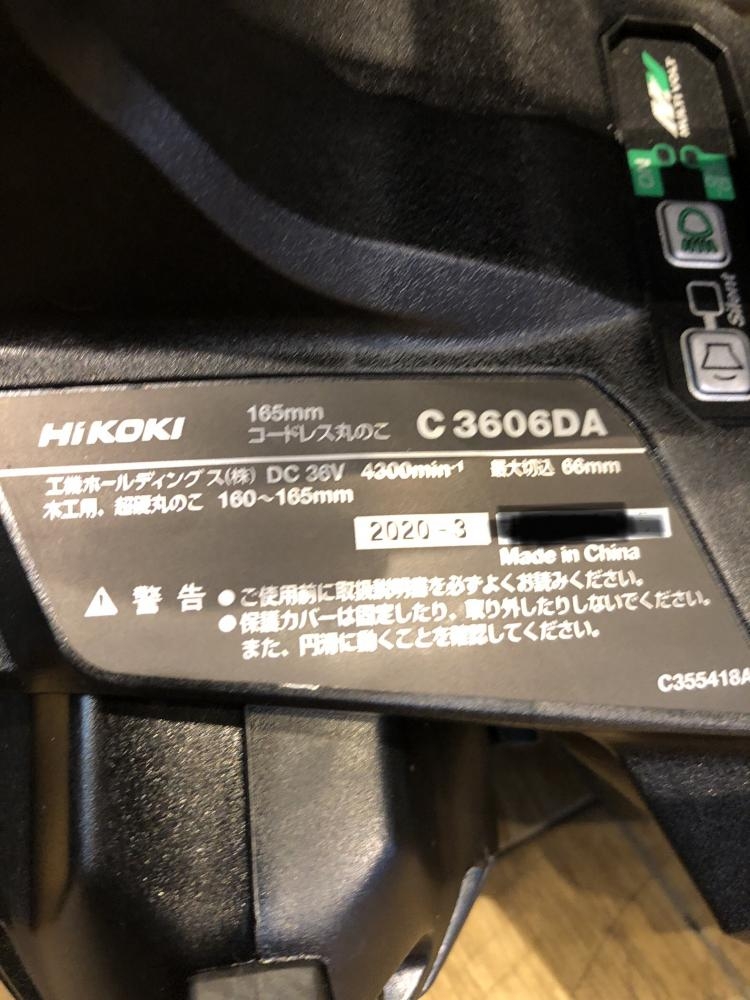 MULTI VOLT
ON
Silent
HiKOKI
165mm
コードレス丸のこ
C 3606DA
工機ホールディングス(株) DC 36V 4300min⁻¹ 最大切込 66mm
木工用、超硬丸のこ 160~165mm
2020-3
Made in China
警告 ●ご使用前に取扱説明書を必ずよくお読みください。
●保護カバーは固定したり、取り外したりしないでください。
また、円滑に動くことを確認してください。
C355418A